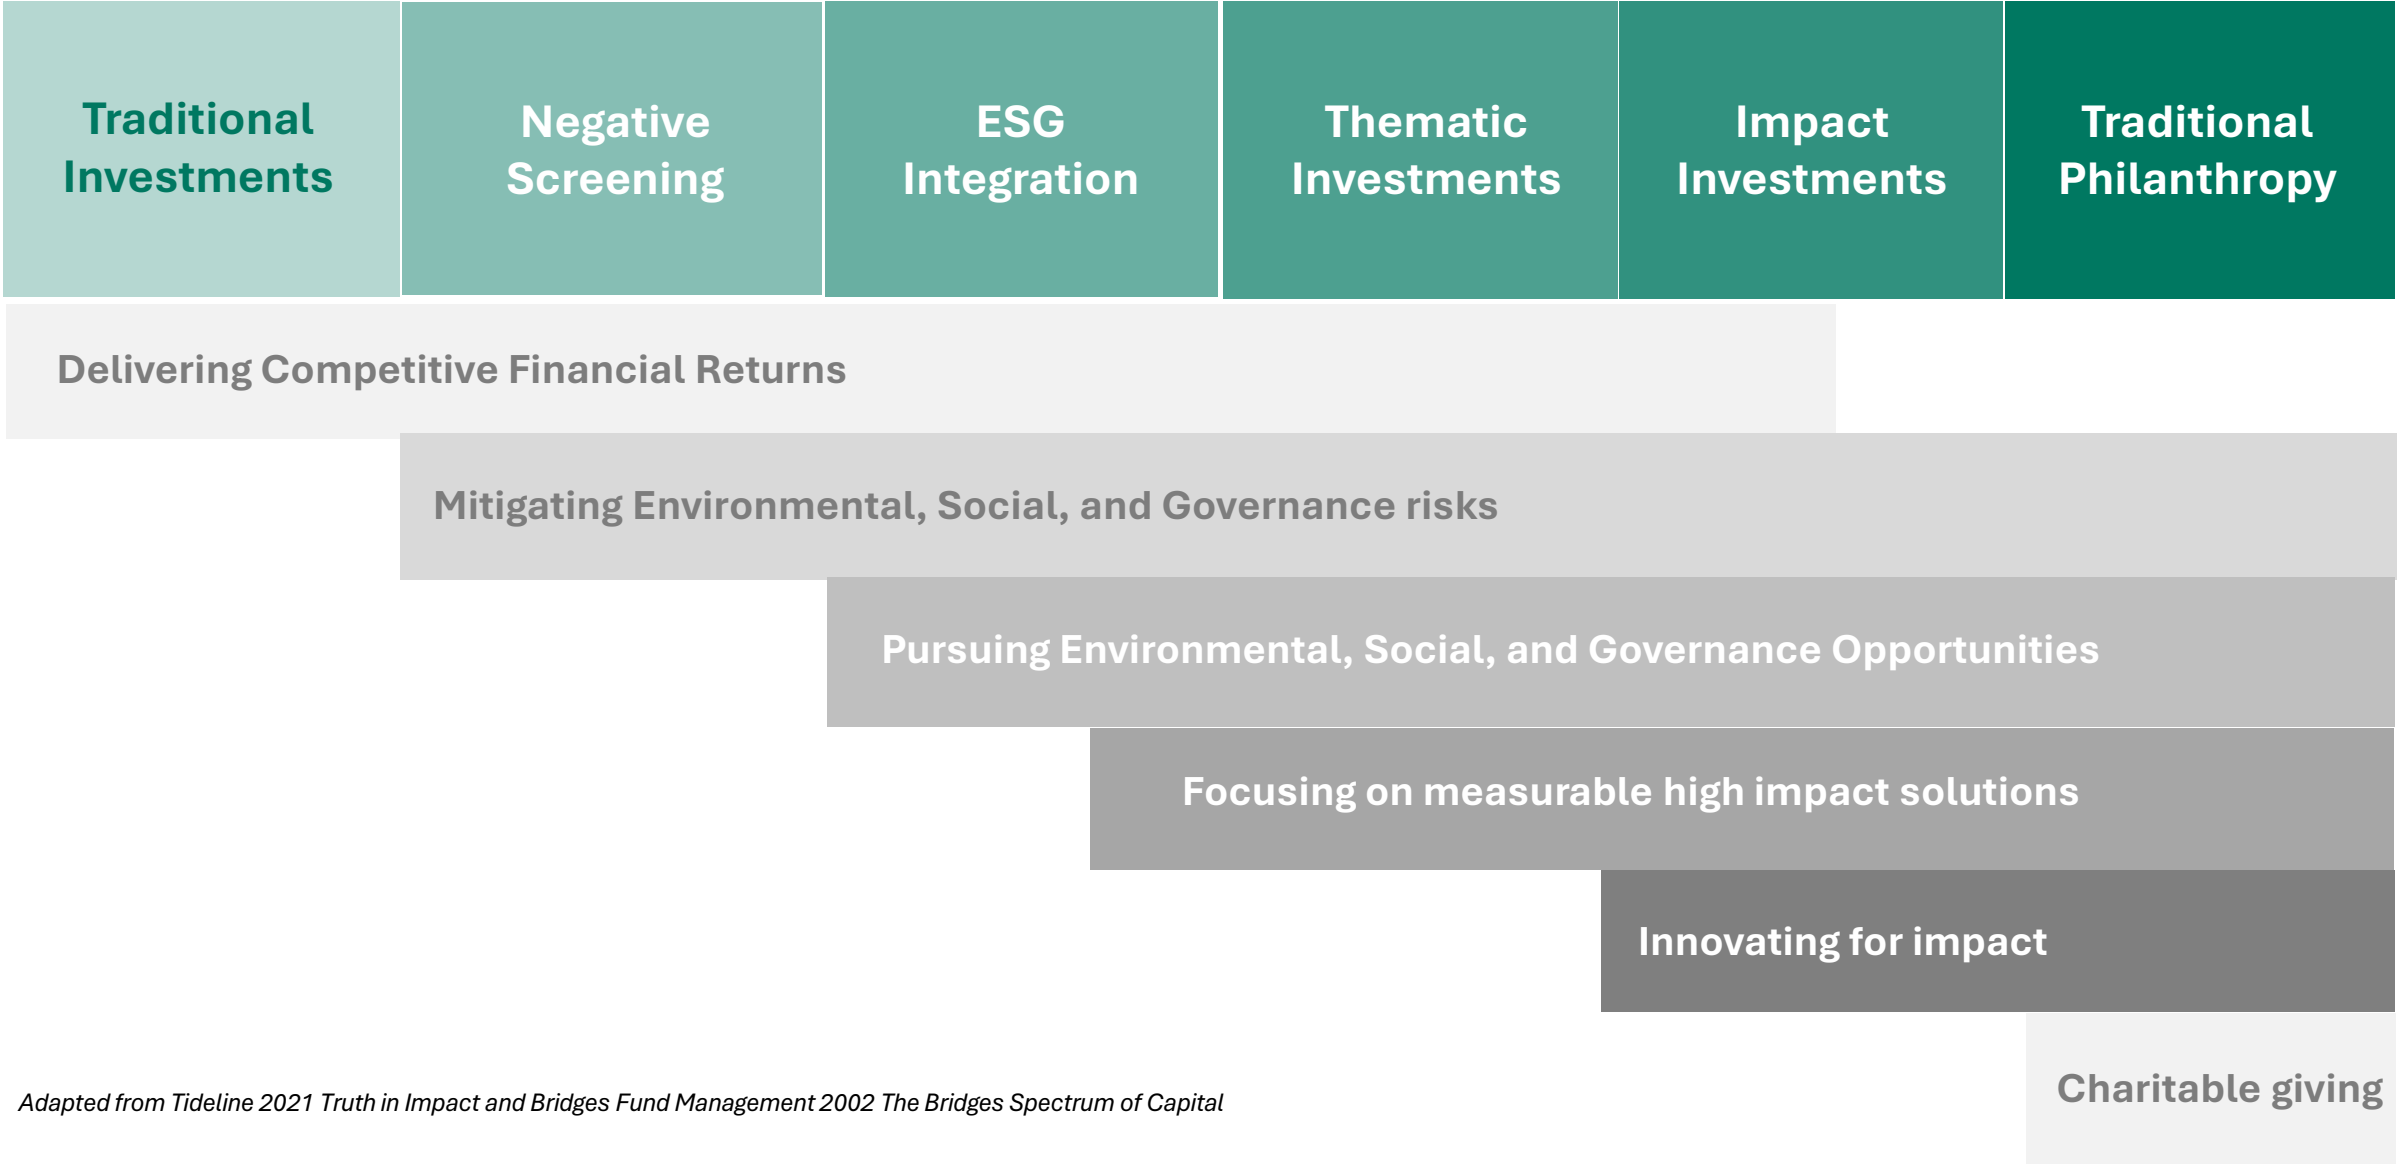 Traditional
Investments
Negative
Screening
ESG
Integration
Thematic
Investments
Impact
Investments
Traditional
Philanthropy
Delivering Competitive Financial Returns
Mitigating Environmental, Social, and Governance risks
Pursuing Environmental, Social, and Governance Opportunities
Focusing on measurable high impact solutions
Innovating for impact
Charitable giving
Adapted from Tideline 2021 Truth in Impact and Bridges Fund Management 2002 The Bridges Spectrum of Capital